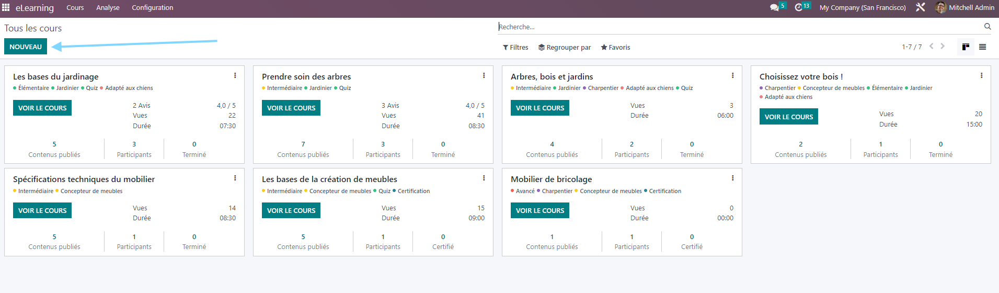 eLearning Cours Analyse Configuration 5 13 My Company (San Francisco) Mitchell Admin
Tous les cours Recherche...
NOUVEAU Filtres Regrouper par Favoris 1-7 / 7
Les bases du jardinage
Élémentaire Jardinier Quiz Adapté aux chiens
VOIR LE COURS 2 Avis 4,0 / 5
Vues 22
Durée 07:30
5 3 0
Contenus publiés Participants Terminé
Prendre soin des arbres
Intermédiaire Jardinier Quiz
VOIR LE COURS 3 Avis 4,0 / 5
Vues 41
Durée 08:30
7 3 0
Contenus publiés Participants Terminé
Arbres, bois et jardins
Intermédiaire Jardinier Charpentier Adapté aux chiens Quiz
VOIR LE COURS Vues 3
Durée 06:00
4 2 0
Contenus publiés Participants Terminé
Choisissez votre bois !
Charpentier Concepteur de meubles Élémentaire Jardinier
Adapté aux chiens
VOIR LE COURS Vues 20
Durée 15:00
2 1 0
Contenus publiés Participants Terminé
Spécifications techniques du mobilier
Intermédiaire Concepteur de meubles
VOIR LE COURS Vues 14
Durée 08:30
5 1 0
Contenus publiés Participants Terminé
Les bases de la création de meubles
Intermédiaire Concepteur de meubles Quiz Certification
VOIR LE COURS Vues 15
Durée 09:00
5 1 0
Contenus publiés Participants Certifié
Mobilier de bricolage
Avancé Charpentier Concepteur de meubles Certification
VOIR LE COURS Vues 0
Durée 00:00
1 1 0
Contenus publiés Participants Certifié